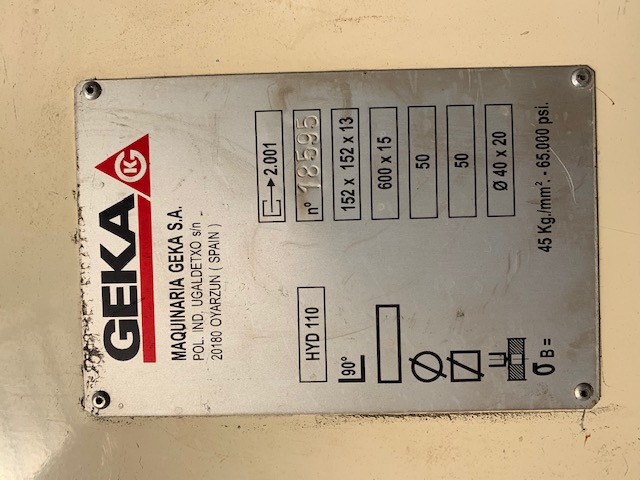 GEKA
KG
MAQUINARIA GEKA S.A.
POL. IND. UGALDETXO s/n
20180 OYARZUN ( SPAIN )
2.001
HYD 110 nº 18595
90° 152 x 152 x 13
600 x 15
50
50
Ø 40 x 20
σ B = 45 Kg./mm². - 65.000 psi.